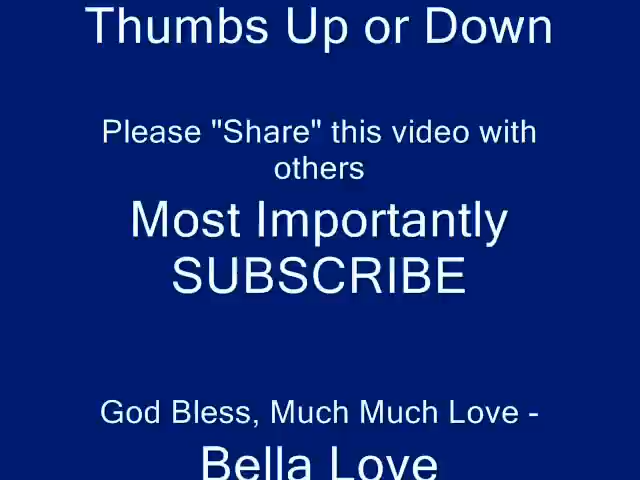 Thumbs Up or Down
Please "Share" this video with
others
Most Importantly
SUBSCRIBE
God Bless, Much Much Love -
Bella Love